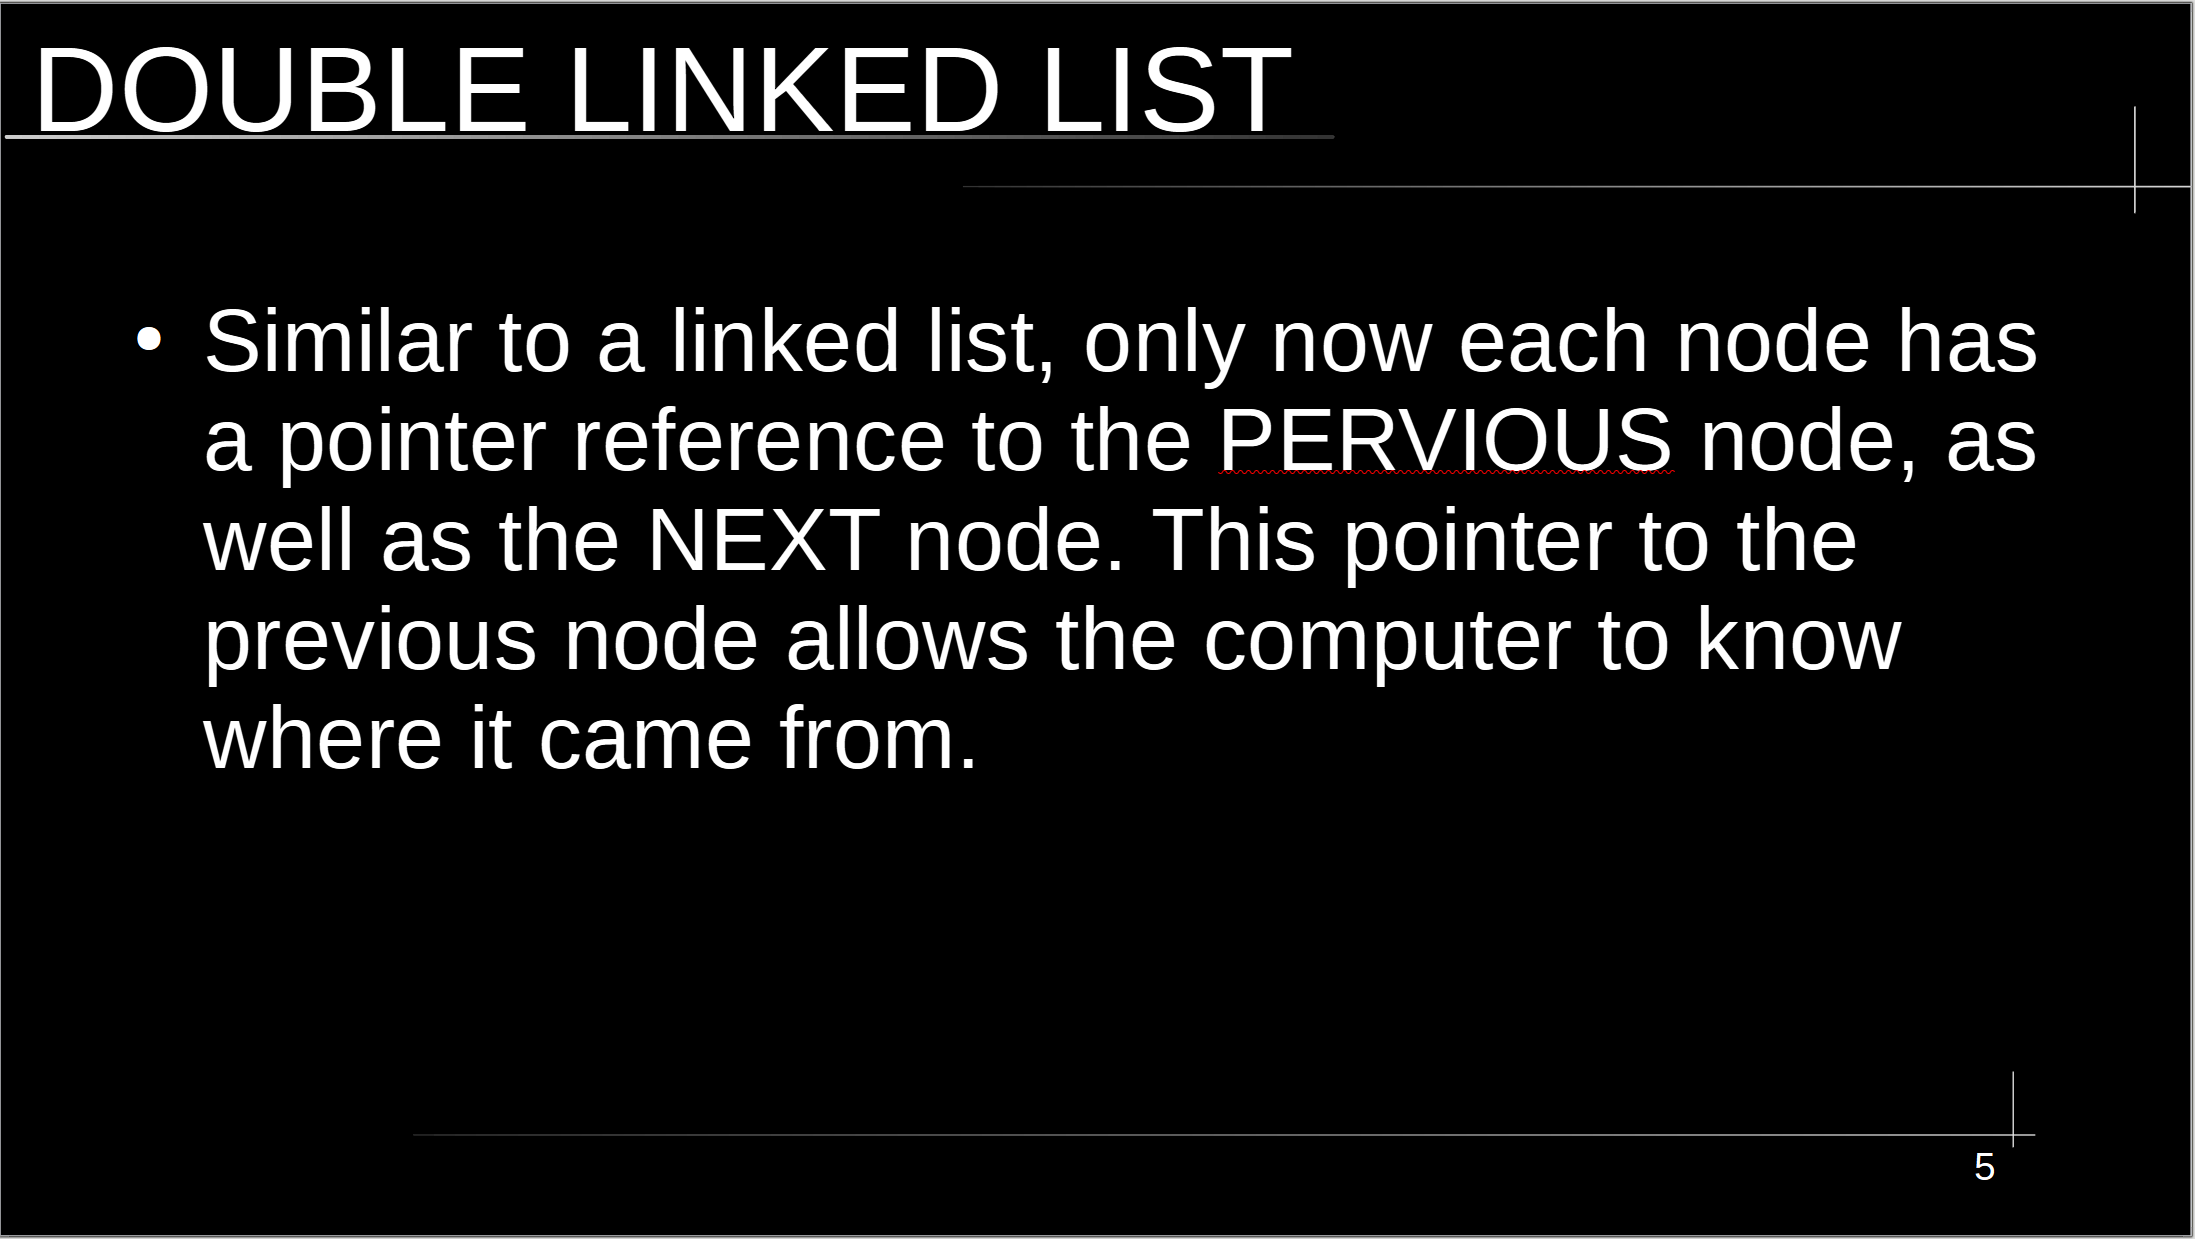 DOUBLE LINKED LIST
• Similar to a linked list, only now each node has
a pointer reference to the PERVIOUS node, as
well as the NEXT node. This pointer to the
previous node allows the computer to know
where it came from.
5